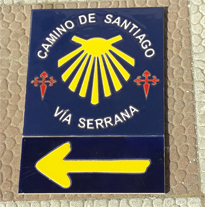 CAMINO DE SANTIAGO
VÍA SERRANA